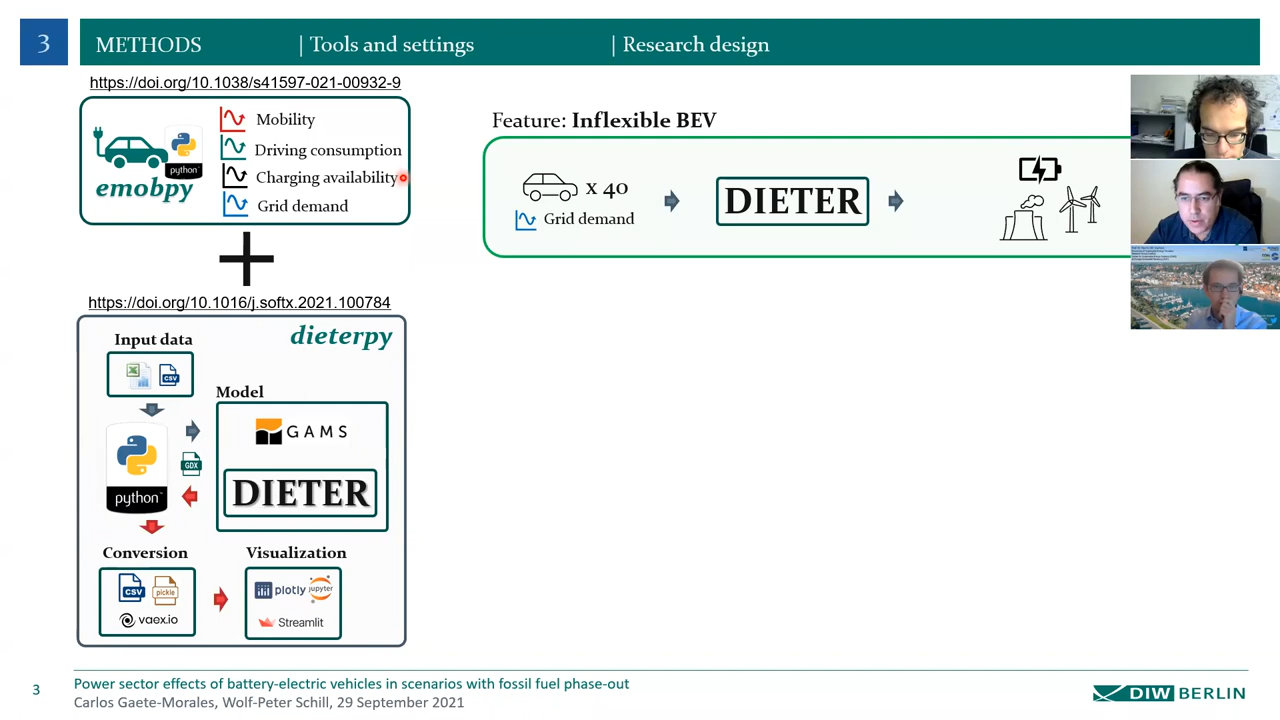 3
METHODS | Tools and settings | Research design
https://doi.org/10.1038/s41597-021-00932-9
emobpy
python
Mobility
Driving consumption
Charging availability
Grid demand
https://doi.org/10.1016/j.softx.2021.100784
dieterpy
Input data
CSV
Model
GAMS
GDX
DIETER
python
Conversion
CSV
pickle
vaex.io
Visualization
plotly
jupyter
Streamlit
Feature: Inflexible BEV
x 40
Grid demand
DIETER
3
Power sector effects of battery-electric vehicles in scenarios with fossil fuel phase-out
Carlos Gaete-Morales, Wolf-Peter Schill, 29 September 2021
DIW BERLIN